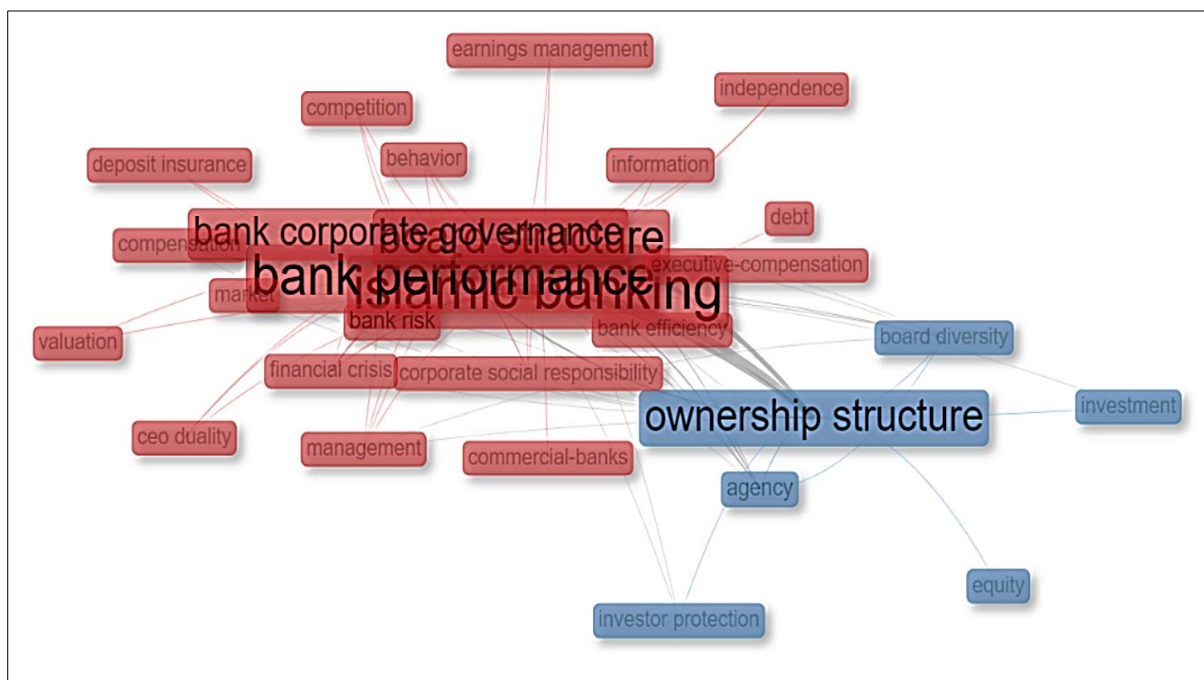 earnings management
independence
competition
behavior
information
deposit insurance
debt
bank corporate governance
board structure
compensation
executive-compensation
bank performance
islamic banking
market
bank risk
bank efficiency
valuation
board diversity
financial crisis
corporate social responsibility
investment
ownership structure
ceo duality
management
commercial-banks
agency
equity
investor protection